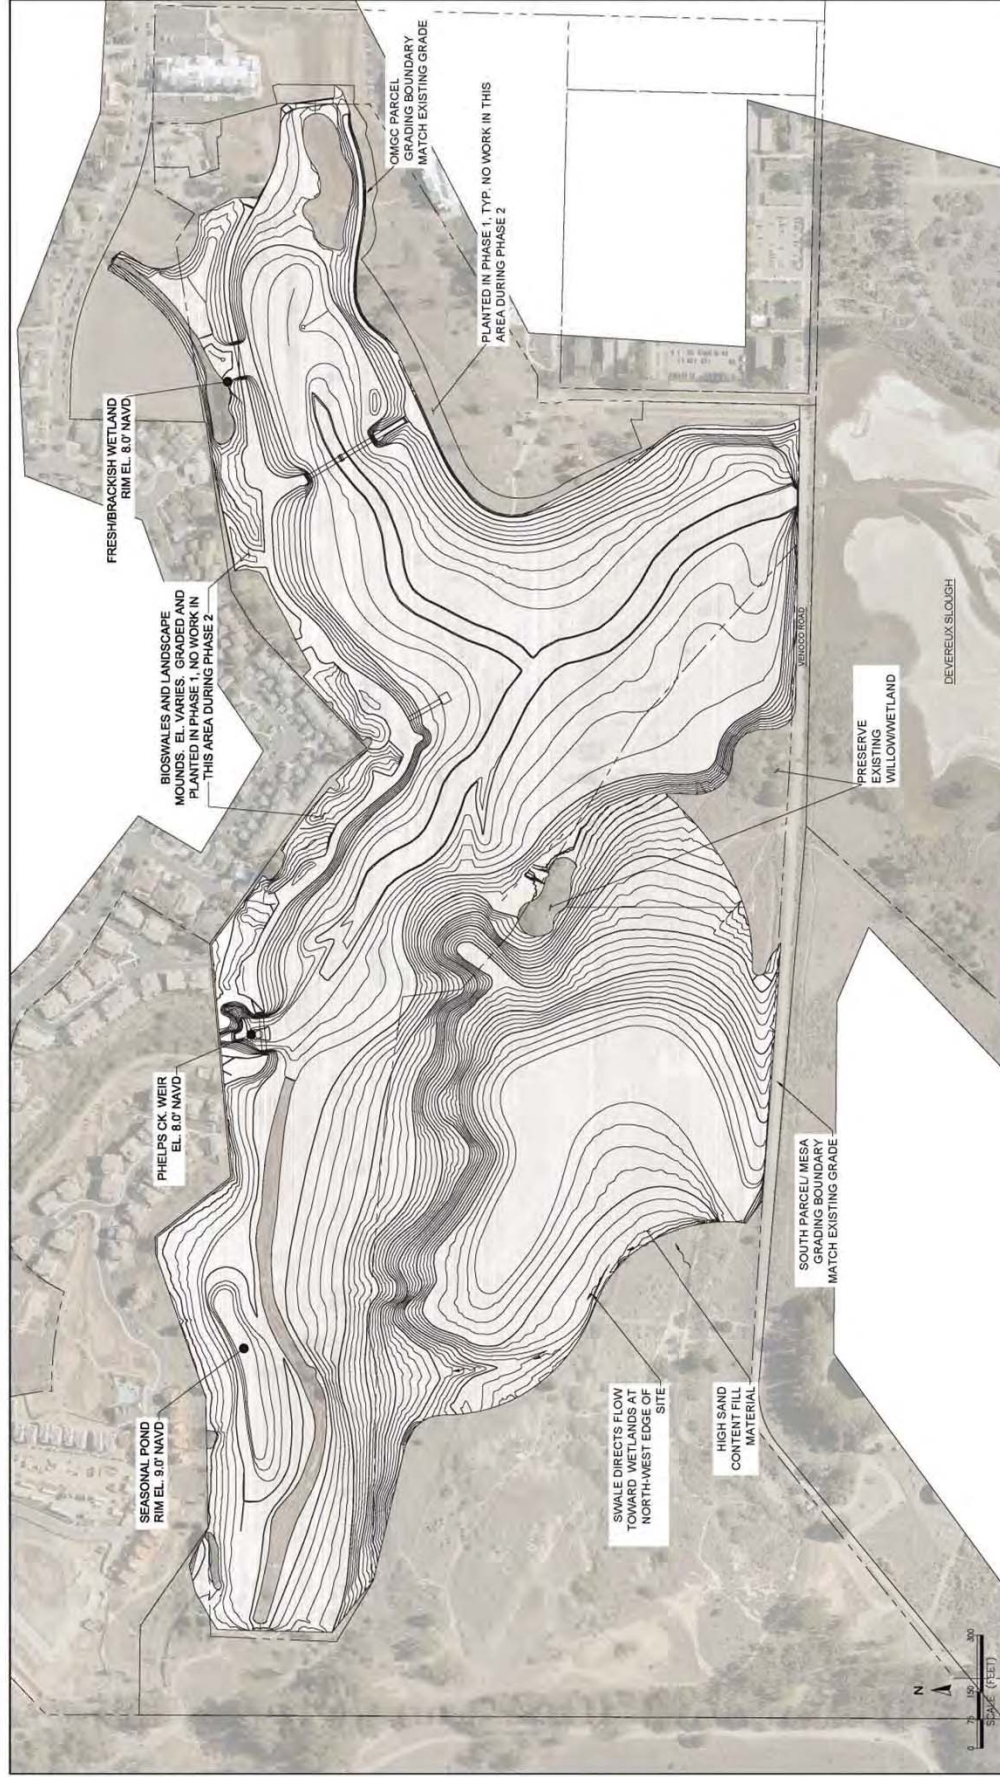 SEASONAL POND
RIM EL. 9.0' NAVD
PHELPS CK. WEIR
EL. 8.0' NAVD
BIOSWALES AND LANDSCAPE
MOUNDS. EL. VARIES. GRADED AND
PLANTED IN PHASE 1, NO WORK IN
THIS AREA DURING PHASE 2
FRESH/BRACKISH WETLAND
RIM EL. 8.0' NAVD
OMGC PARCEL
GRADING BOUNDARY
MATCH EXISTING GRADE
PLANTED IN PHASE 1, TYP. NO WORK IN THIS
AREA DURING PHASE 2
SWALE DIRECTS FLOW
TOWARD WETLANDS AT
NORTH-WEST EDGE OF
SITE
HIGH SAND
CONTENT FILL
MATERIAL
SOUTH PARCEL/ MESA
GRADING BOUNDARY
MATCH EXISTING GRADE
PRESERVE
EXISTING
WILLOW/WETLAND
VENOCO ROAD
DEVEREUX SLOUGH
N
0 75 150 300
SCALE (FEET)